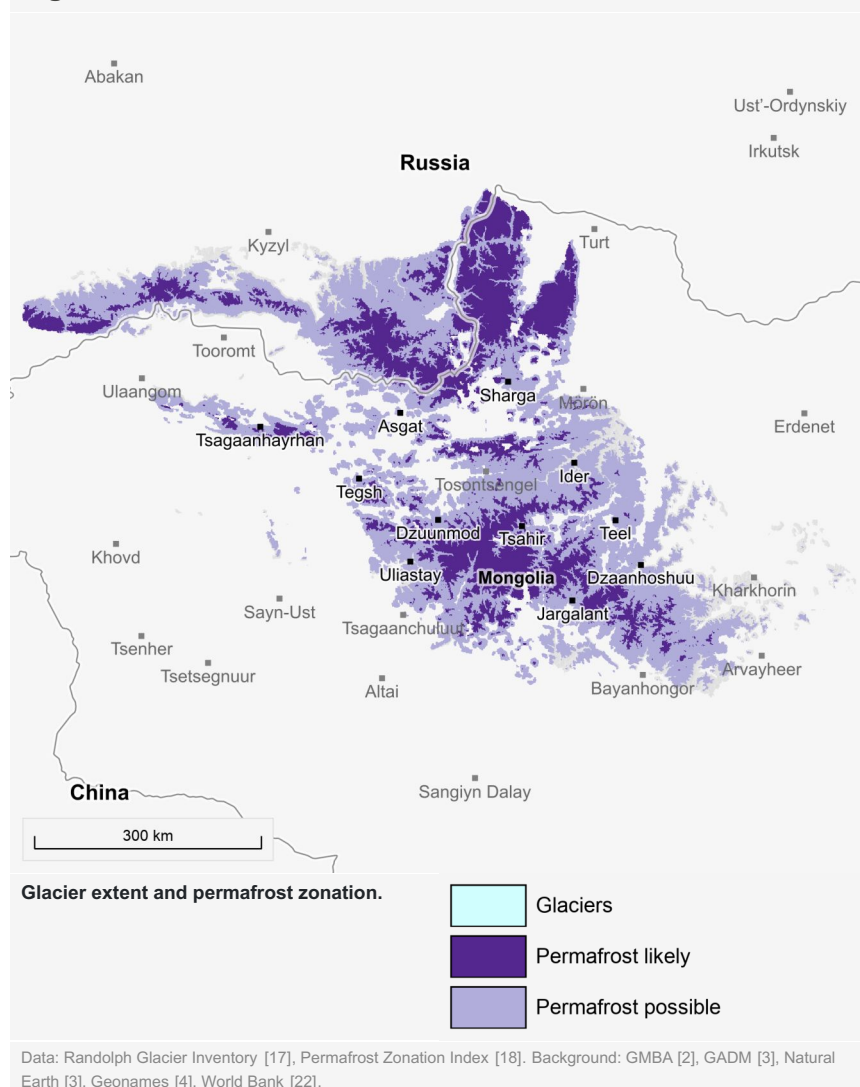 Abakan
Ust'-Ordynskiy
Irkutsk
Russia
Kyzyl
Turt
Tooromt
Ulaangom
Sharga
Mörön
Asgat
Erdenet
Tsagaanhayrhan
Ider
Tosontsengel
Tegsh
Dzuunmod
Tsahir
Teel
Khovd
Uliastay
Mongolia
Dzaanhoshuu
Kharkhorin
Sayn-Ust
Jargalant
Tsagaanchuluut
Tsenher
Tsetsegnuur
Arvayheer
Altai
Bayanhongor
China
Sangiyn Dalay
300 km
Glacier extent and permafrost zonation.
Glaciers
Permafrost likely
Permafrost possible
Data: Randolph Glacier Inventory [17], Permafrost Zonation Index [18]. Background: GMBA [2], GADM [3], Natural
Earth [3], Geonames [4], World Bank [22].